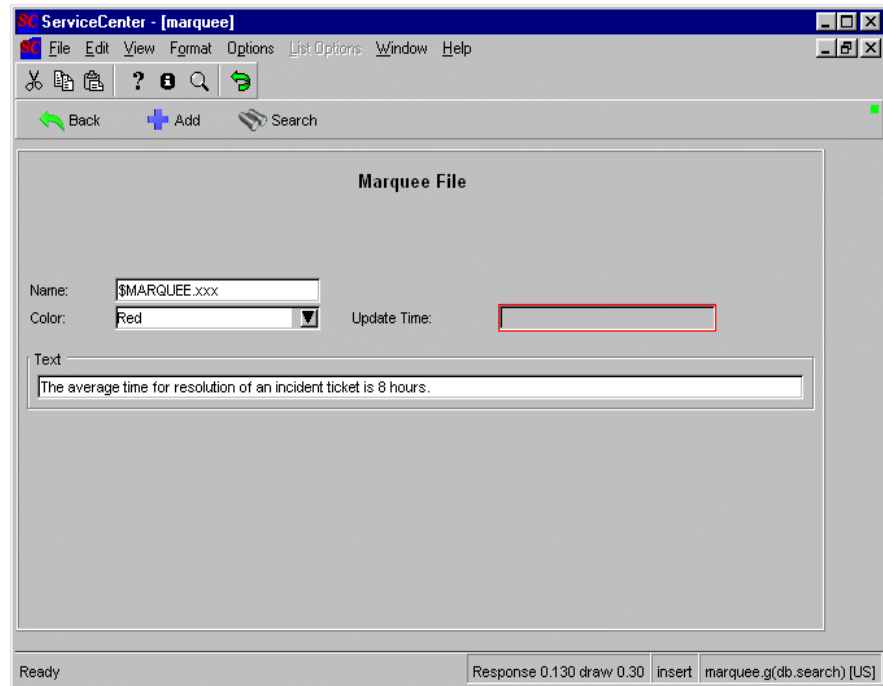 SC ServiceCenter - [marquee]
SC File Edit View Format Options List Options Window Help
?
Back Add Search
Marquee File
Name: $MARQUEE.xxx
Color: Red Update Time:
Text
The average time for resolution of an incident ticket is 8 hours.
Ready Response 0.130 draw 0.30 insert marquee.g(db.search) [US]